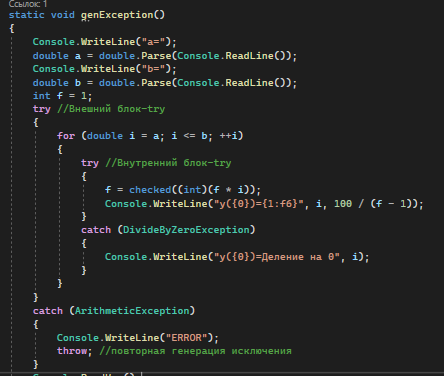 Ссылок: 1
static void genException()
{
Console.WriteLine("a=");
double a = double.Parse(Console.ReadLine());
Console.WriteLine("b=");
double b = double.Parse(Console.ReadLine());
int f = 1;
try //Внешний блок-try
{
for (double i = a; i <= b; ++i)
{
try //Внутренний блок-try
{
f = checked((int)(f * i));
Console.WriteLine("y({0})={1:f6}", i, 100 / (f - 1));
}
catch (DivideByZeroException)
{
Console.WriteLine("y({0})=Деление на 0", i);
}
}
}
catch (ArithmeticException)
{
Console.WriteLine("ERROR");
throw; //повторная генерация исключения
}